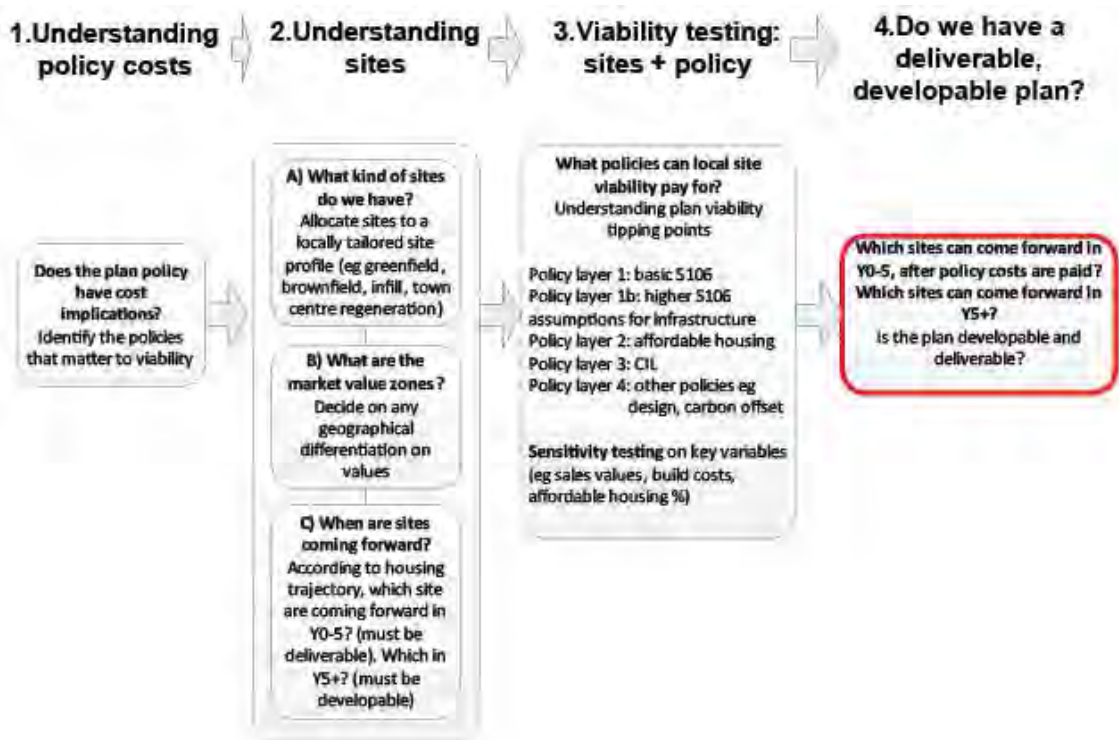 1.Understanding
policy costs
2.Understanding
sites
3.Viability testing:
sites + policy
4.Do we have a
deliverable,
developable plan?
Does the plan policy
have cost
implications?
Identify the policies
that matter to viability
A) What kind of sites
do we have?
Allocate sites to a
locally tailored site
profile (eg greenfield,
brownfield, infill, town
centre regeneration)
B) What are the
market value zones?
Decide on any
geographical
differentiation on
values
C) When are sites
coming forward?
According to housing
trajectory, which site
are coming forward in
Y0-5? (must be
deliverable). Which in
Y5+? (must be
developable)
What policies can local site
viability pay for?
Understanding plan viability
tipping points
Policy layer 1: basic S106
Policy layer 1b: higher S106
assumptions for infrastructure
Policy layer 2: affordable housing
Policy layer 3: CIL
Policy layer 4: other policies eg
design, carbon offset
Sensitivity testing on key variables
(eg sales values, build costs,
affordable housing %)
Which sites can come forward in
Y0-5, after policy costs are paid?
Which sites can come forward in
Y5+?
Is the plan developable and
deliverable?